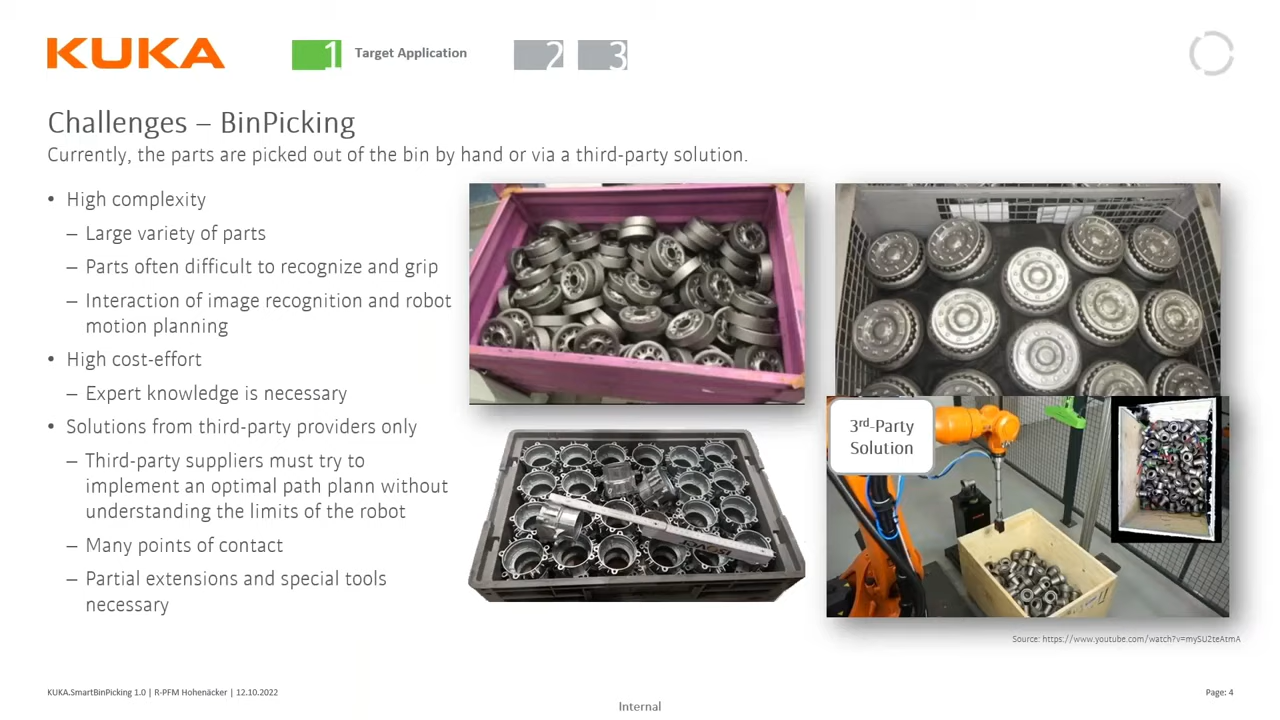 KUKA
1 Target Application
2 3
Challenges – BinPicking
Currently, the parts are picked out of the bin by hand or via a third-party solution.
• High complexity
– Large variety of parts
– Parts often difficult to recognize and grip
– Interaction of image recognition and robot
motion planning
• High cost-effort
– Expert knowledge is necessary
• Solutions from third-party providers only
– Third-party suppliers must try to
implement an optimal path plann without
understanding the limits of the robot
– Many points of contact
– Partial extensions and special tools
necessary
3rd-Party
Solution
Source: https://www.youtube.com/watch?v=mySU2teAtmA
KUKA.SmartBinPicking 1.0 | R-PFM Hohenäcker | 12.10.2022
Page: 4
Internal